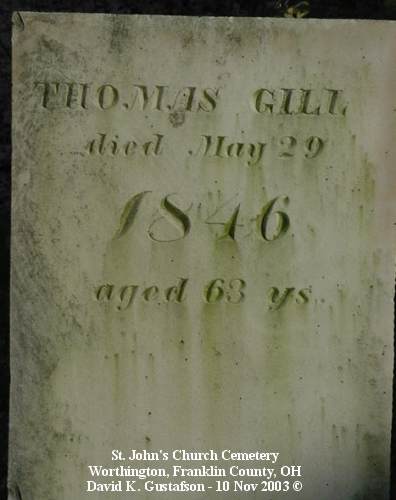 THOMAS GILL
died May 29
1846
aged 63 ys
St. John's Church Cemetery
Worthington, Franklin County, OH
David K. Gustafson - 10 Nov 2003 ©